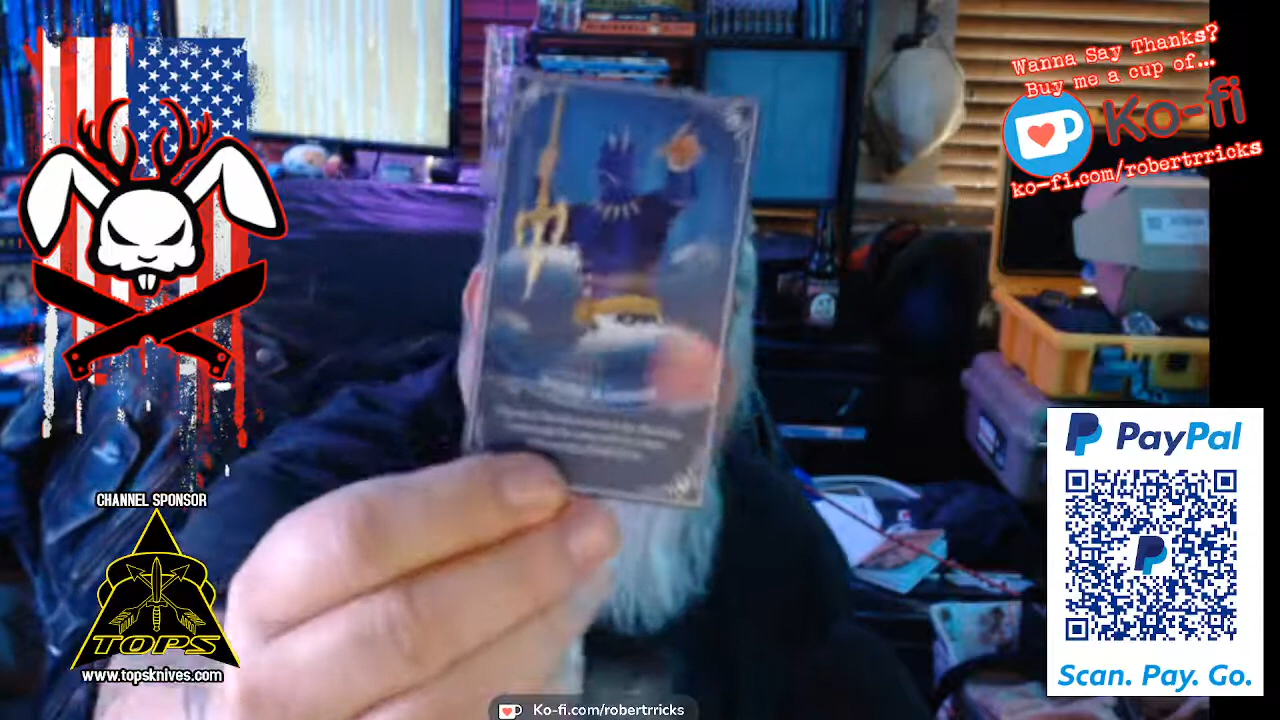 Wanna Say Thanks?
Buy me a cup of...
Ko-fi
ko-fi.com/robertrricks
PayPal
CHANNEL SPONSOR
TOPS
www.topsknives.com
Scan. Pay. Go.
Ko-fi.com/robertrricks